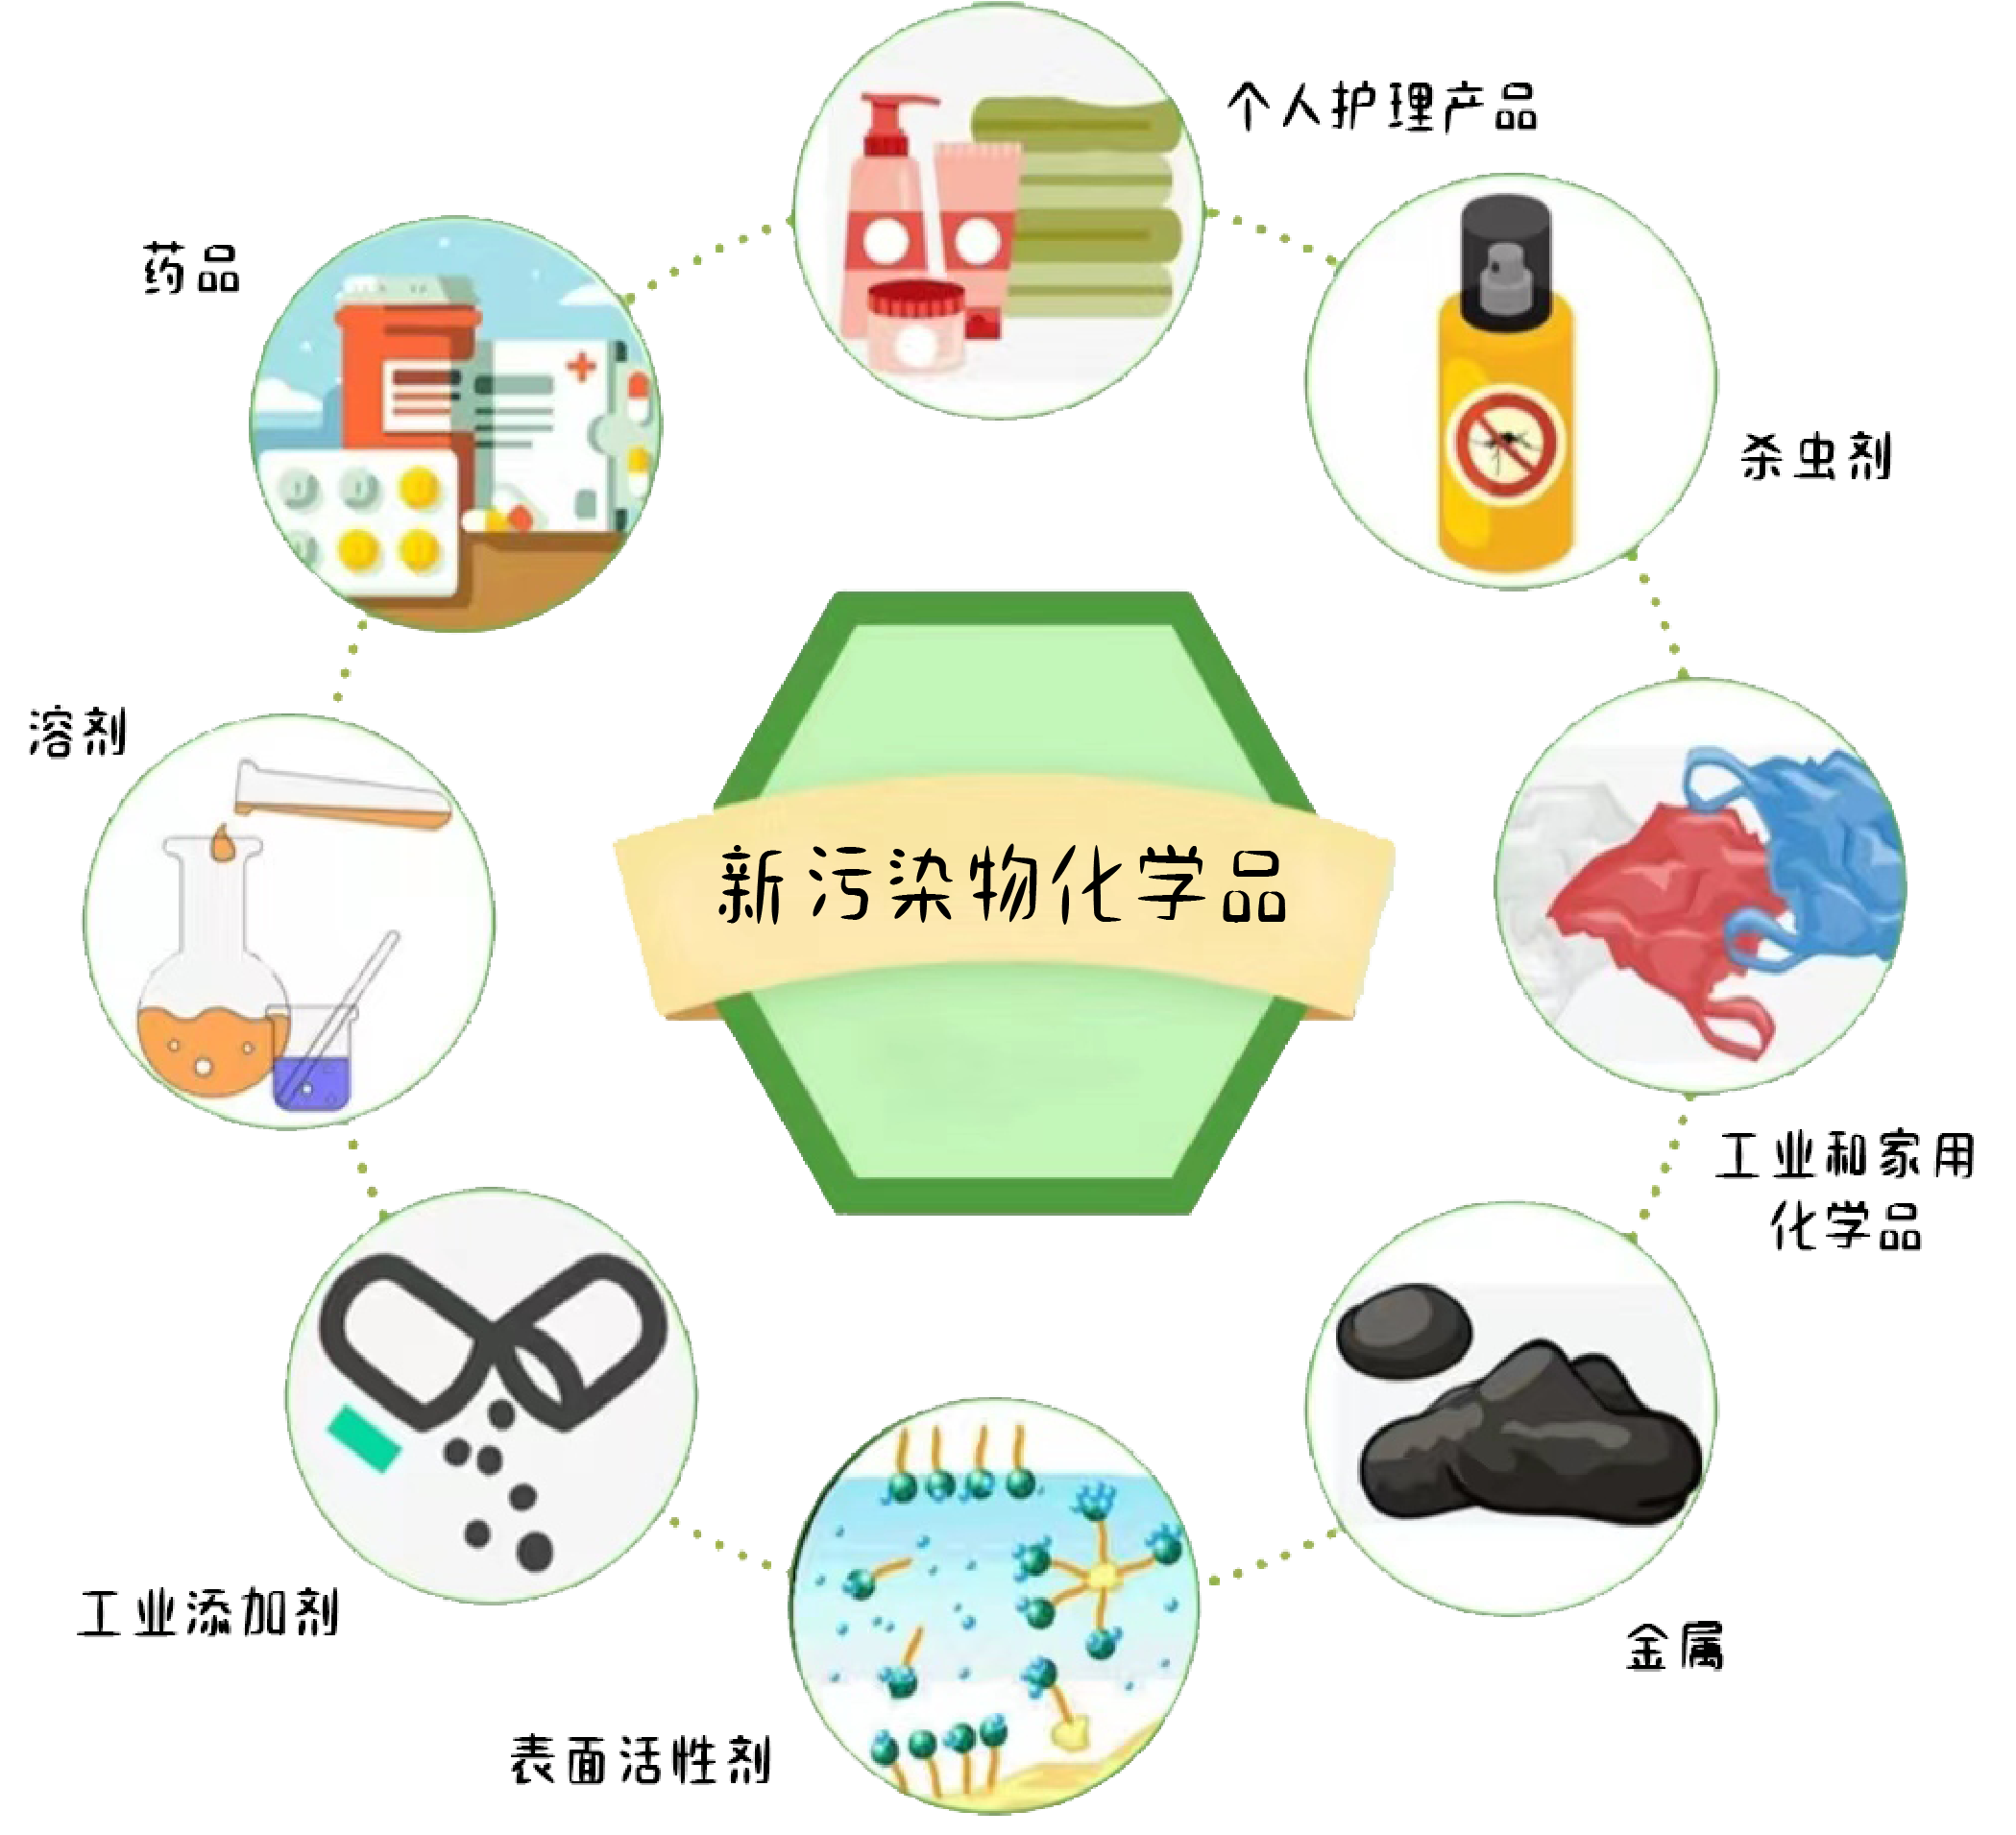 个人护理产品
药品
杀虫剂
溶剂
新污染物化学品
工业和家用
化学品
工业添加剂
金属
表面活性剂